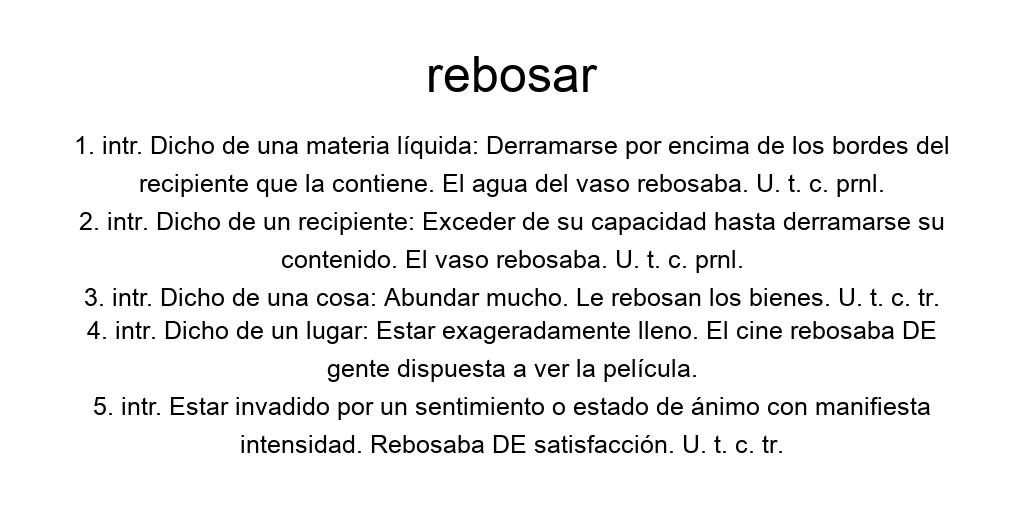 rebosar
1. intr. Dicho de una materia líquida: Derramarse por encima de los bordes del
recipiente que la contiene. El agua del vaso rebosaba. U. t. c. prnl.
2. intr. Dicho de un recipiente: Exceder de su capacidad hasta derramarse su
contenido. El vaso rebosaba. U. t. c. prnl.
3. intr. Dicho de una cosa: Abundar mucho. Le rebosan los bienes. U. t. c. tr.
4. intr. Dicho de un lugar: Estar exageradamente lleno. El cine rebosaba DE
gente dispuesta a ver la película.
5. intr. Estar invadido por un sentimiento o estado de ánimo con manifiesta
intensidad. Rebosaba DE satisfacción. U. t. c. tr.